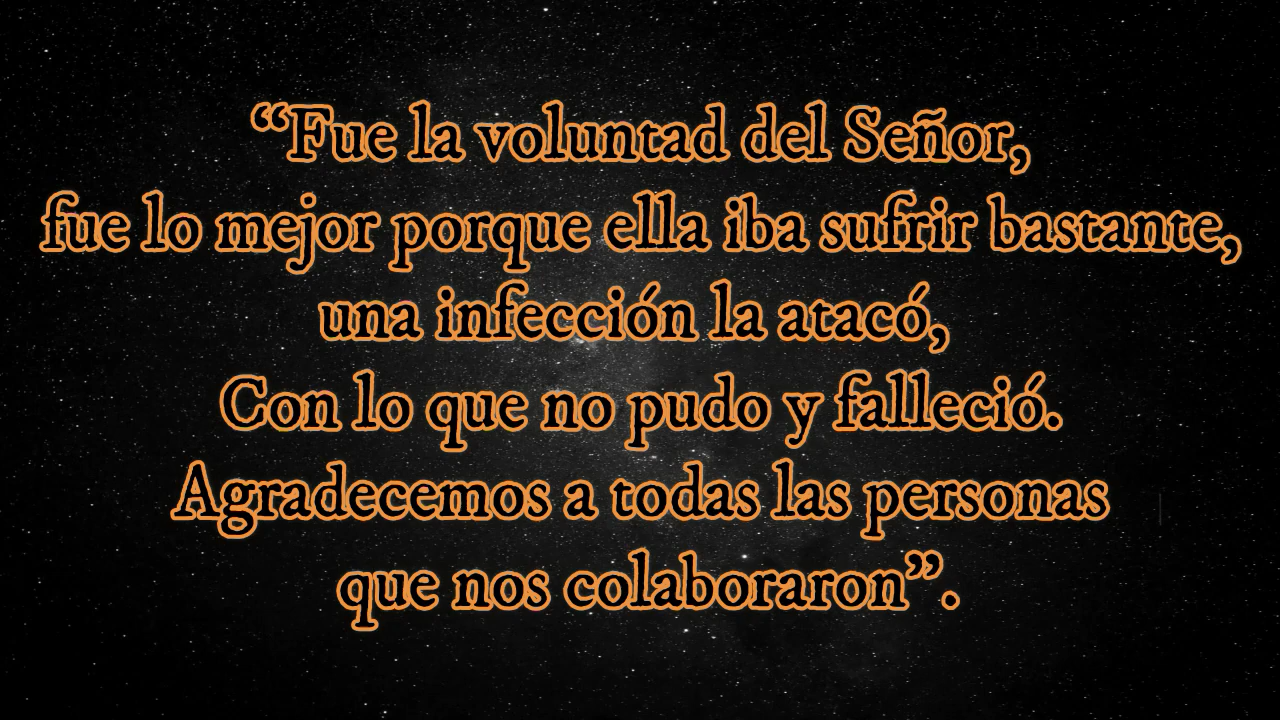 “Fue la voluntad del Señor,
fue lo mejor porque ella iba sufrir bastante,
una infección la atacó,
Con lo que no pudo y falleció.
Agradecemos a todas las personas
que nos colaboraron”.